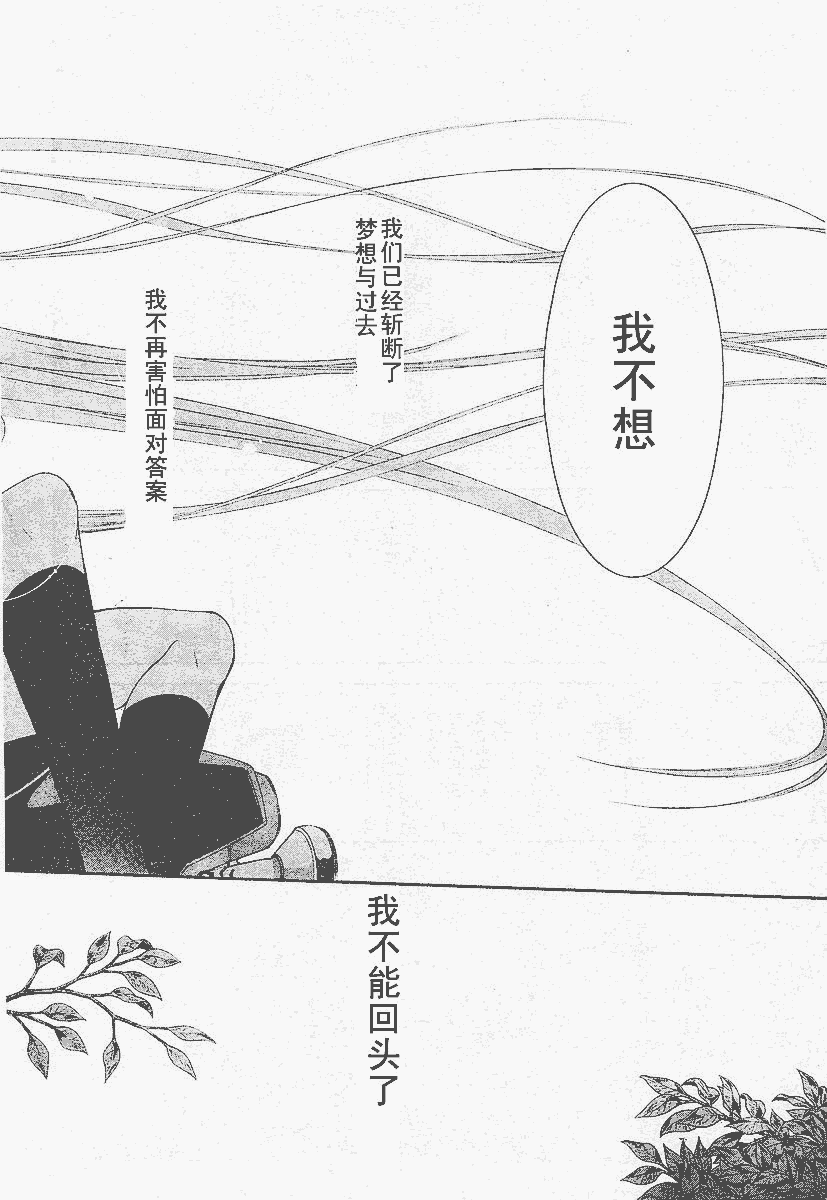 我不想
我们已经斩断了
梦想与过去
我不再害怕面对答案
我不能回头了